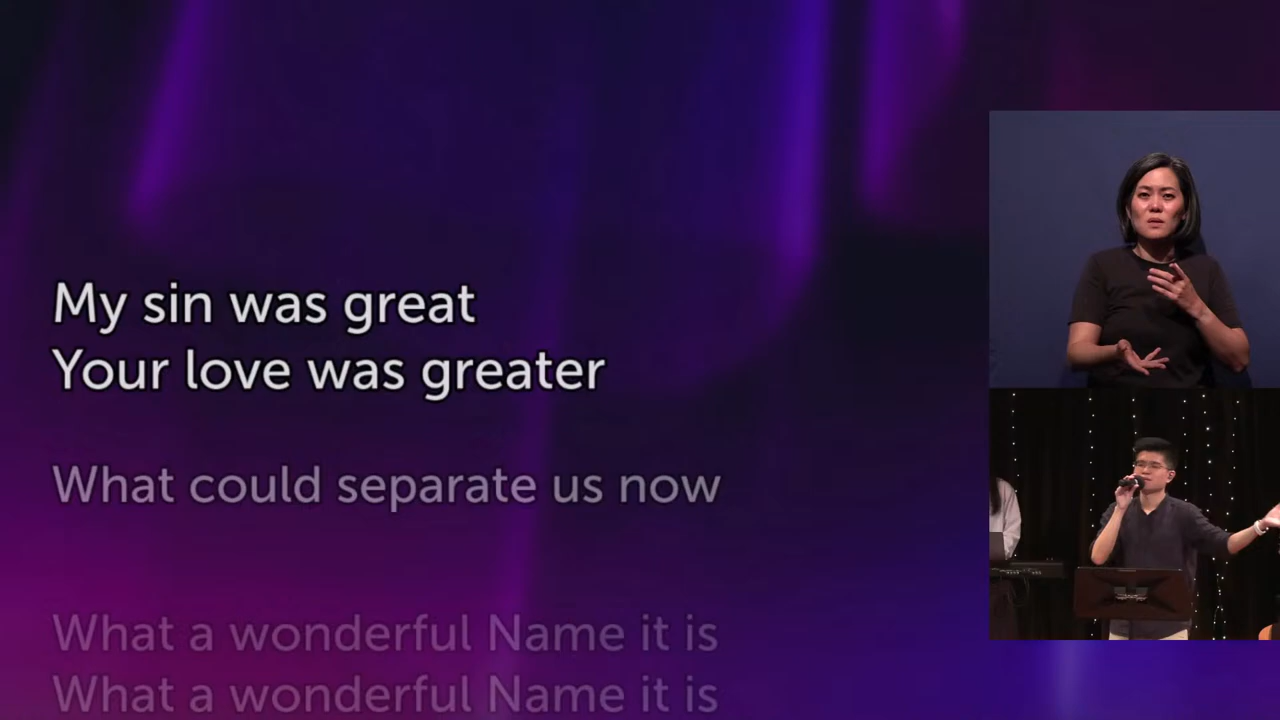 My sin was great
Your love was greater
What could separate us now
What a wonderful Name it is
What a wonderful Name it is